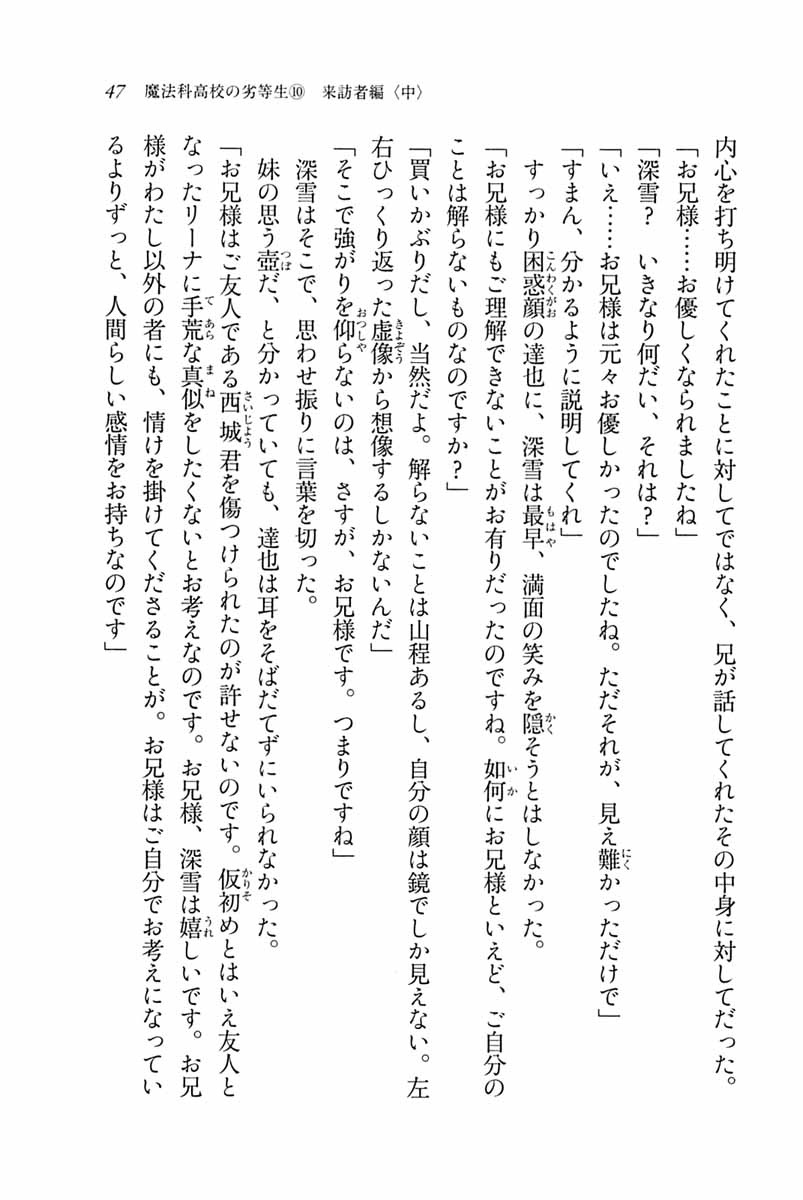 47 魔法科高校の劣等生⑩ 来訪者編〈中〉
内心を打ち明けてくれたことに対してではなく、兄が話してくれたその中身に対してだった。
「お兄様……お優しくなられましたね」
「深雪？ いきなり何だい、それは？」
「いえ……お兄様は元々お優しかったのでしたね。ただそれが、見え難かっただけで」
「すまん、分かるように説明してくれ」
すっかり困惑顔の達也に、深雪は最早、満面の笑みを隠そうとはしなかった。
「お兄様にもご理解できないことがお有りだったのですね。如何にお兄様といえど、ご自分の
ことは解らないものなのですか？」
「買いかぶりだし、当然だよ。解らないことは山程あるし、自分の顔は鏡でしか見えない。左
右ひっくり返った虚像から想像するしかないんだ」
「そこで強がりを仰らないのは、さすが、お兄様です。つまりですね」
深雪はそこで、思わせ振りに言葉を切った。
妹の思う壺だ、と分かっていても、達也は耳をそばだてずにいられなかった。
「お兄様はご友人である西城君を傷つけられたのが許せないのです。仮初めとはいえ友人と
なったリーナに手荒な真似をしたくないとお考えなのです。お兄様、深雪は嬉しいです。お兄
様がわたし以外の者にも、情けを掛けてくださることが。お兄様はご自分でお考えになってい
るよりずっと、人間らしい感情をお持ちなのです」